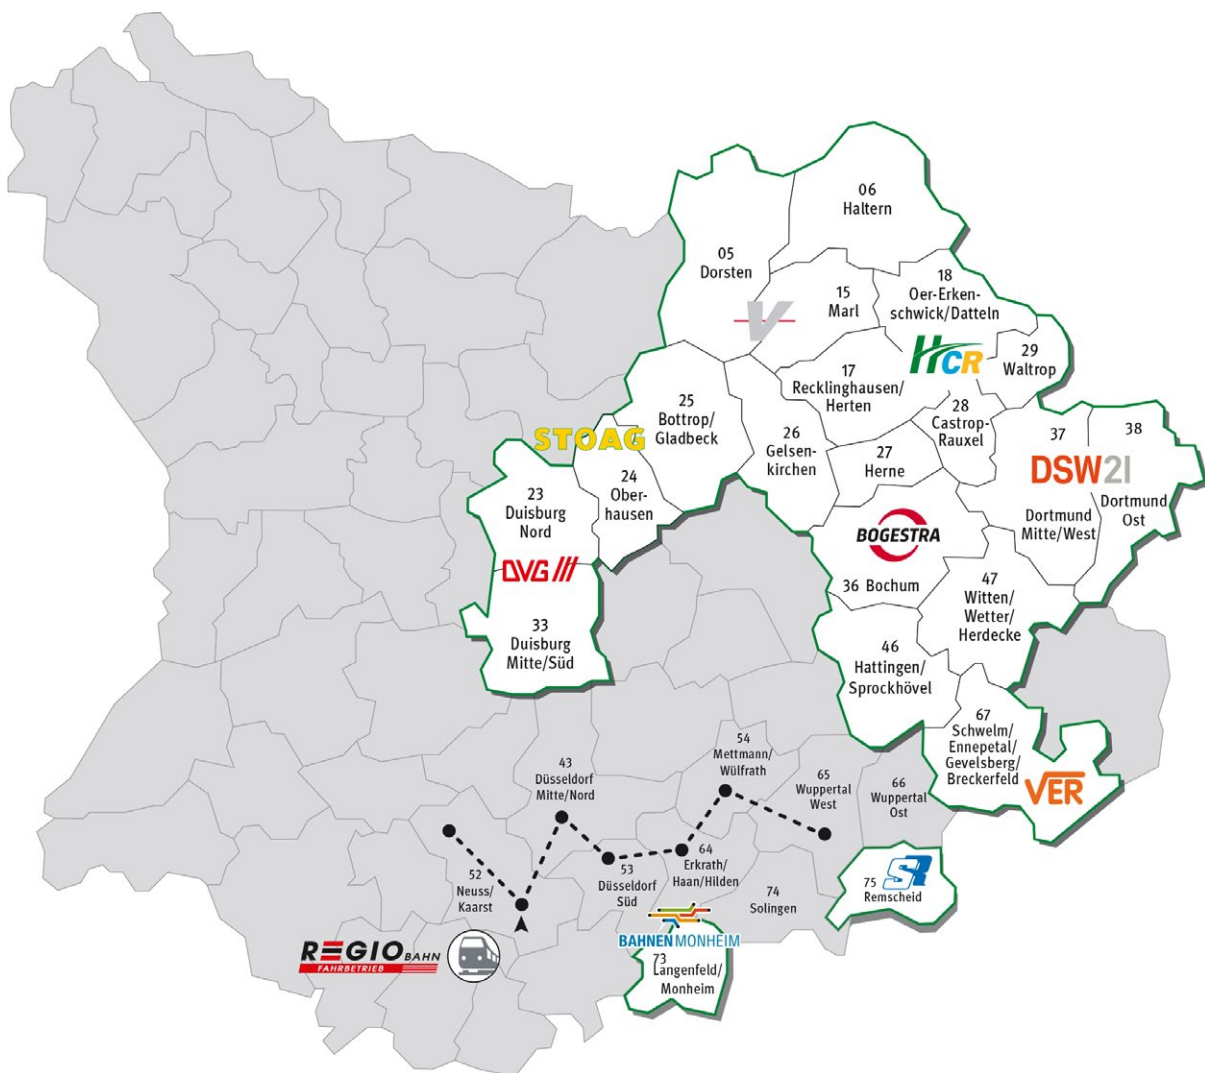 06
Haltern
05
Dorsten
18
Oer-Erken-
schwick/Datteln
15
Marl
V
HCR
29
Waltrop
17
Recklinghausen/
Herten
25
Bottrop/
Gladbeck
28
Castrop-
Rauxel
26
Gelsen-
kirchen
27
Herne
37
38
DSW21
Dortmund
Mitte/West
Dortmund
Ost
STOAG
24
Ober-
hausen
23
Duisburg
Nord
DVG
33
Duisburg
Mitte/Süd
BOGESTRA
36 Bochum
47
Witten/
Wetter/
Herdecke
46
Hattingen/
Sprockhövel
67
Schwelm/
Ennepetal/
Gevelsberg/
Breckerfeld
VER
54
Mettmann/
Wülfrath
43
Düsseldorf
Mitte/Nord
65
Wuppertal
West
66
Wuppertal
Ost
52
Neuss/
Kaarst
53
Düsseldorf
Süd
64
Erkrath/
Haan/Hilden
74
Solingen
75
Remscheid
SR
REGIOBAHN
FAHRBETRIEB
BAHNENMONHEIM
73
Langenfeld/
Monheim